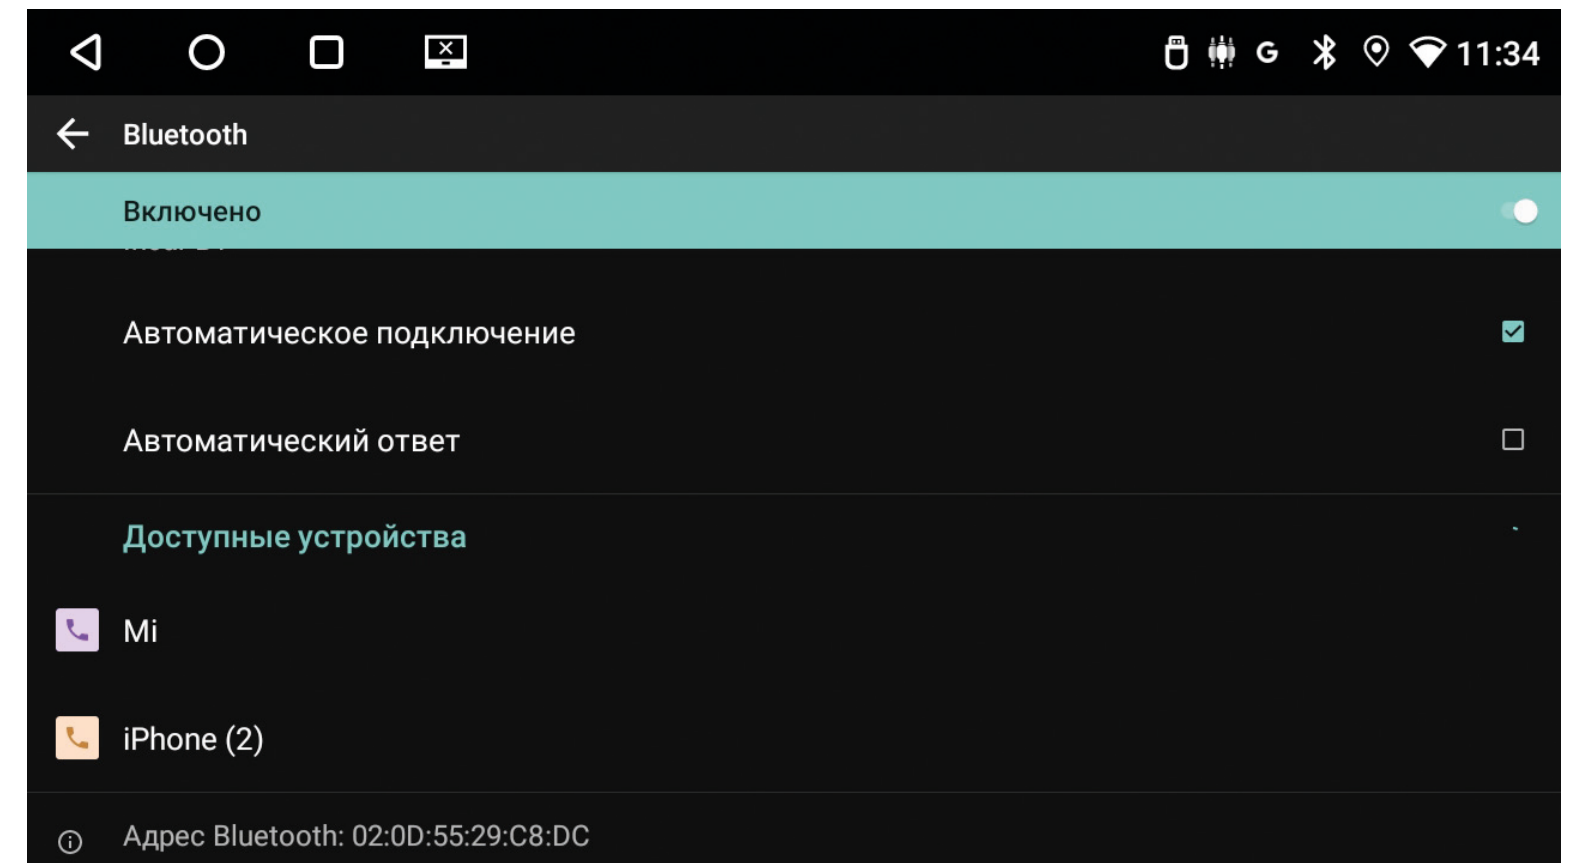 G 11:34
Bluetooth
Включено
Автоматическое подключение
Автоматический ответ
Доступные устройства
Mi
iPhone (2)
Адрес Bluetooth: 02:0D:55:29:C8:DC